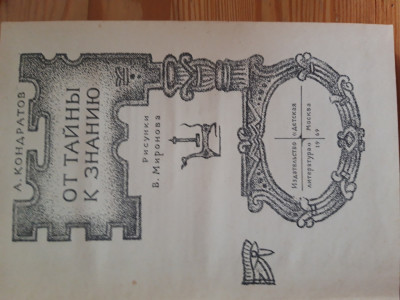 А. КОНДРАТОВ
ОТ ТАЙНЫ
К ЗНАНИЮ
Рисунки
В. Миронова
Издательство «Детская
литература» Москва